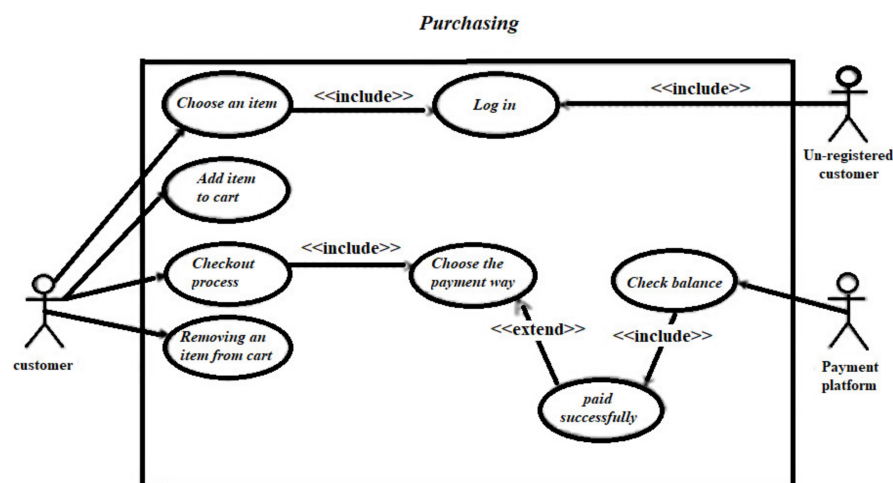 Purchasing
Choose an item
<<include>>
Log in
<<include>>
Un-registered
customer
Add item
to cart
<<include>>
Checkout
process
Choose the
payment way
Check balance
<<extend>>
<<include>>
Removing an
item from cart
customer
Payment
platform
paid
successfully